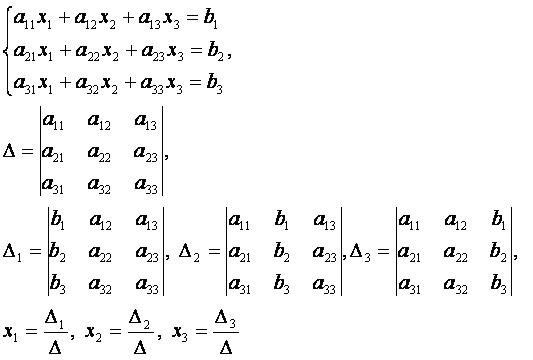 a₁₁x₁ + a₁₂x₂ + a₁₃x₃ = b₁
a₂₁x₁ + a₂₂x₂ + a₂₃x₃ = b₂ ,
a₃₁x₁ + a₃₂x₂ + a₃₃x₃ = b₃
a₁₁ a₁₂ a₁₃
Δ = |a₂₁ a₂₂ a₂₃|,
a₃₁ a₃₂ a₃₃
b₁ a₁₂ a₁₃ a₁₁ b₁ a₁₃ a₁₁ a₁₂ b₁
Δ₁ = |b₂ a₂₂ a₂₃|, Δ₂ = |a₂₁ b₂ a₂₃|, Δ₃ = |a₂₁ a₂₂ b₂|,
b₃ a₃₂ a₃₃ a₃₁ b₃ a₃₃ a₃₁ a₃₂ b₃
x₁ = Δ₁/Δ, x₂ = Δ₂/Δ, x₃ = Δ₃/Δ